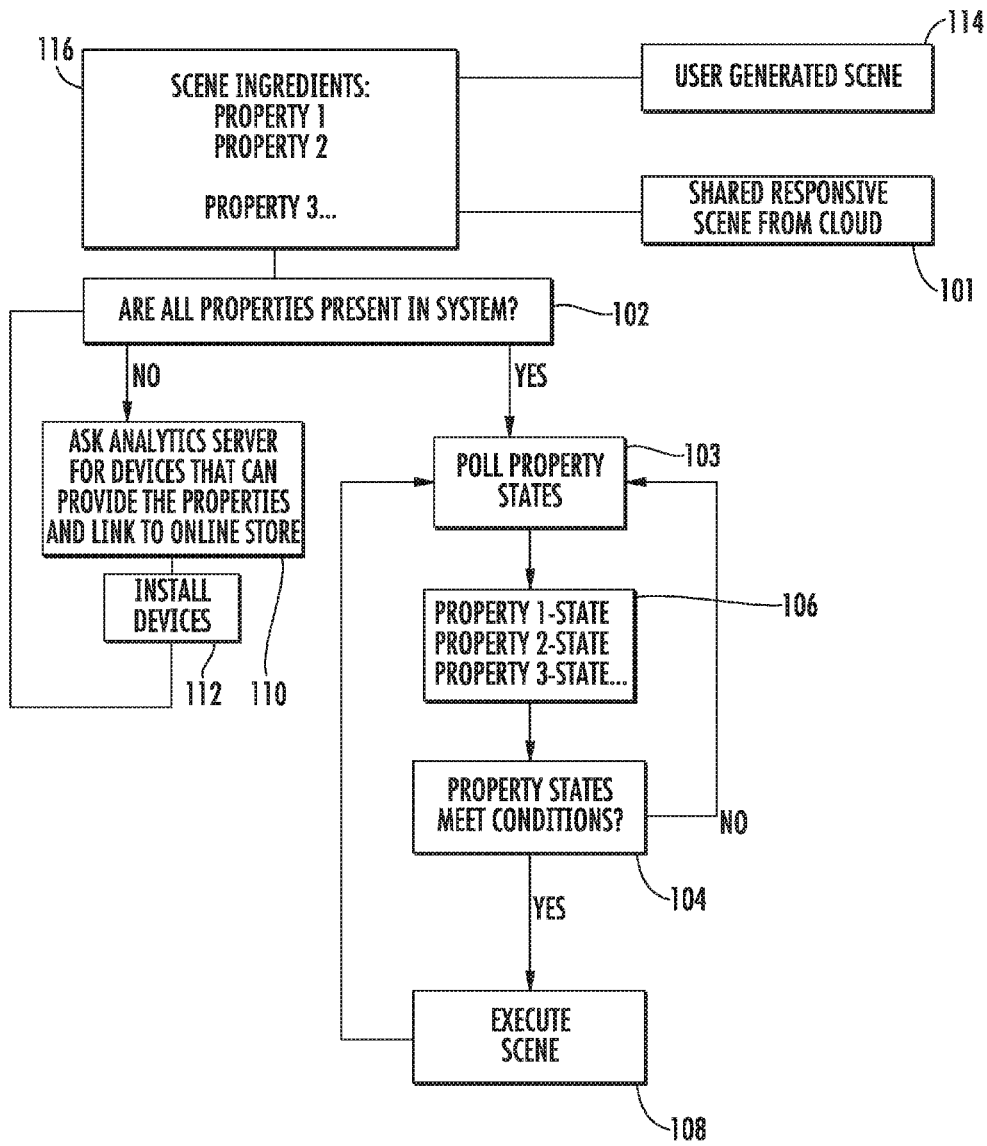 116
SCENE INGREDIENTS:
PROPERTY 1
PROPERTY 2
PROPERTY 3...
114
USER GENERATED SCENE
SHARED RESPONSIVE
SCENE FROM CLOUD
101
ARE ALL PROPERTIES PRESENT IN SYSTEM?
102
NO
YES
ASK ANALYTICS SERVER
FOR DEVICES THAT CAN
PROVIDE THE PROPERTIES
AND LINK TO ONLINE STORE
INSTALL
DEVICES
112
110
POLL PROPERTY
STATES
103
PROPERTY 1-STATE
PROPERTY 2-STATE
PROPERTY 3-STATE...
106
PROPERTY STATES
MEET CONDITIONS?
NO
104
YES
EXECUTE
SCENE
108